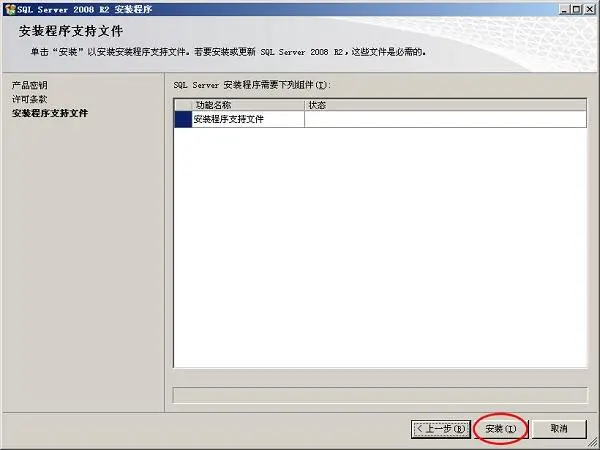 SQL Server 2008 R2 安装程序
安装程序支持文件
单击“安装”以安装安装程序支持文件。若要安装或更新 SQL Server 2008 R2，这些文件是必需的。
产品密钥
许可条款
安装程序支持文件
SQL Server 安装程序需要下列组件(T):
功能名称 状态
安装程序支持文件
< 上一步(B) 安装(I) 取消